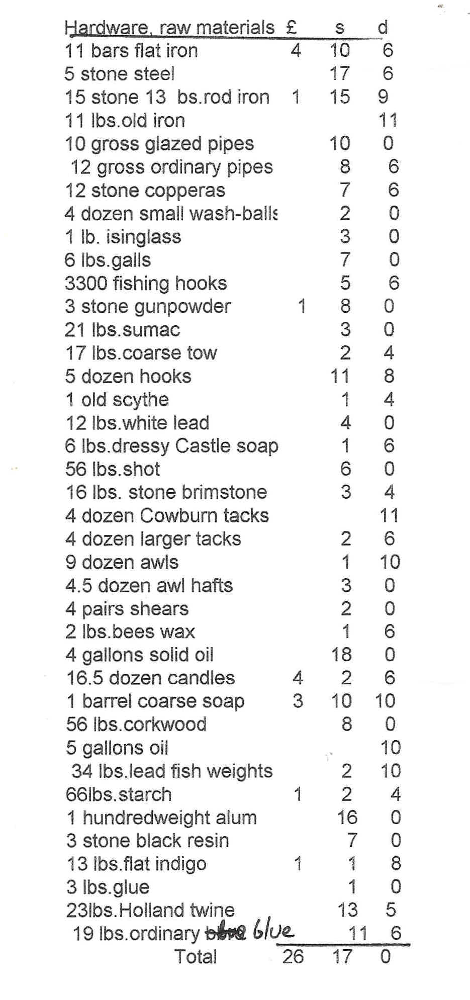 Hardware, raw materials £ s d
11 bars flat iron 4 10 6
5 stone steel 17 6
15 stone 13 bs.rod iron 1 15 9
11 lbs.old iron 11
10 gross glazed pipes 10 0
12 gross ordinary pipes 8 6
12 stone copperas 7 6
4 dozen small wash-balls 2 0
1 lb. isinglass 3 0
6 lbs.galls 7 0
3300 fishing hooks 5 6
3 stone gunpowder 1 8 0
21 lbs.sumac 3 0
17 lbs.coarse tow 2 4
5 dozen hooks 11 8
1 old scythe 1 4
12 lbs.white lead 4 0
6 lbs.dressy Castle soap 1 6
56 lbs.shot 6 0
16 lbs. stone brimstone 3 4
4 dozen Cowburn tacks 11
4 dozen larger tacks 2 6
9 dozen awls 1 10
4.5 dozen awl hafts 3 0
4 pairs shears 2 0
2 lbs.bees wax 1 6
4 gallons solid oil 18 0
16.5 dozen candles 4 2 6
1 barrel coarse soap 3 10 10
56 lbs.corkwood 8 0
5 gallons oil 10
34 lbs.lead fish weights 2 10
66lbs.starch 1 2 4
1 hundredweight alum 16 0
3 stone black resin 7 0
13 lbs.flat indigo 1 1 8
3 lbs.glue 1 0
23lbs.Holland twine 13 5
19 lbs.ordinary blue 11 6
Total 26 17 0